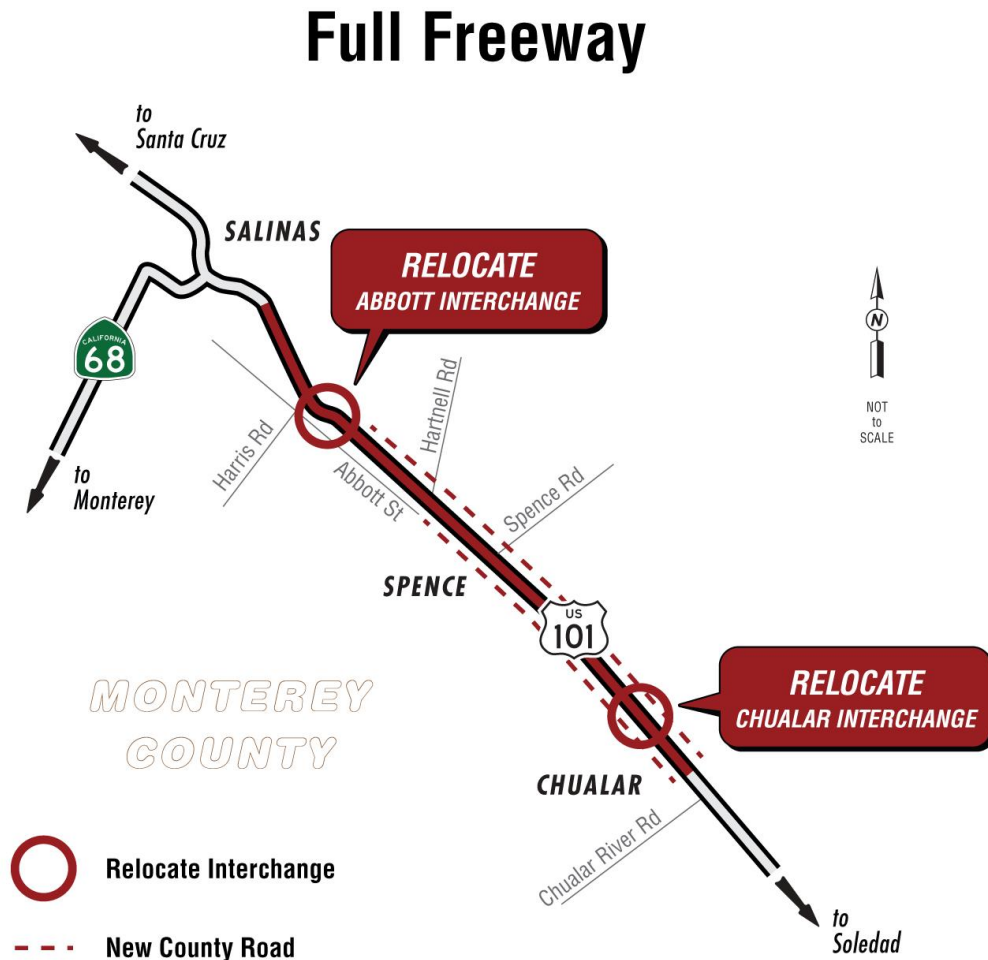 Full Freeway
to
Santa Cruz
SALINAS
RELOCATE
ABBOTT INTERCHANGE
CALIFORNIA
68
N
NOT
to
SCALE
Harris Rd
Abbott St
Hartnell Rd
to
Monterey
Spence Rd
SPENCE
US
101
MONTEREY
COUNTY
RELOCATE
CHUALAR INTERCHANGE
CHUALAR
Chualar River Rd
Relocate Interchange
to
Soledad
New County Road